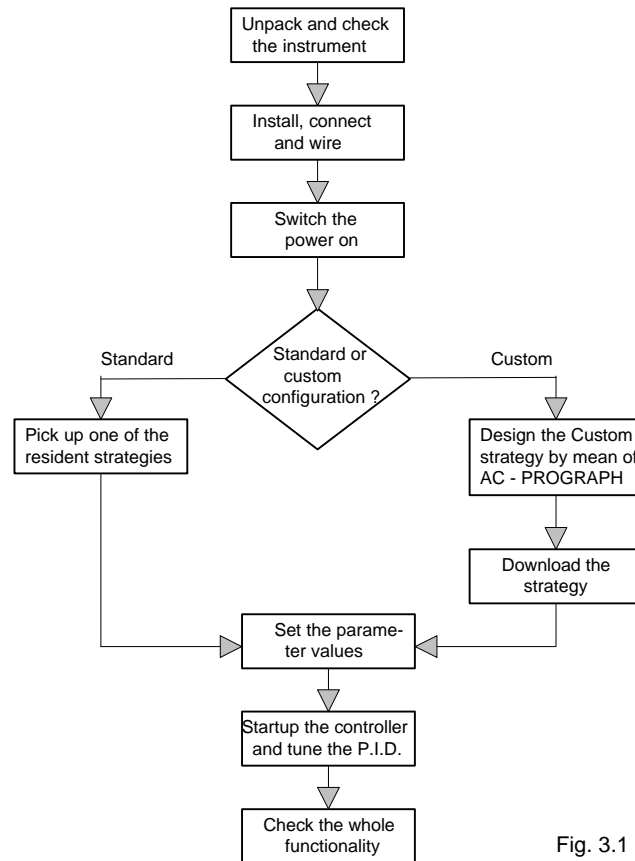 Unpack and check
the instrument
Install, connect
and wire
Switch the
power on
Standard or
custom
configuration ?
Standard
Custom
Pick up one of the
resident strategies
Design the Custom
strategy by mean of
AC - PROGRAPH
Download the
strategy
Set the parame-
ter values
Startup the controller
and tune the P.I.D.
Check the whole
functionality
Fig. 3.1